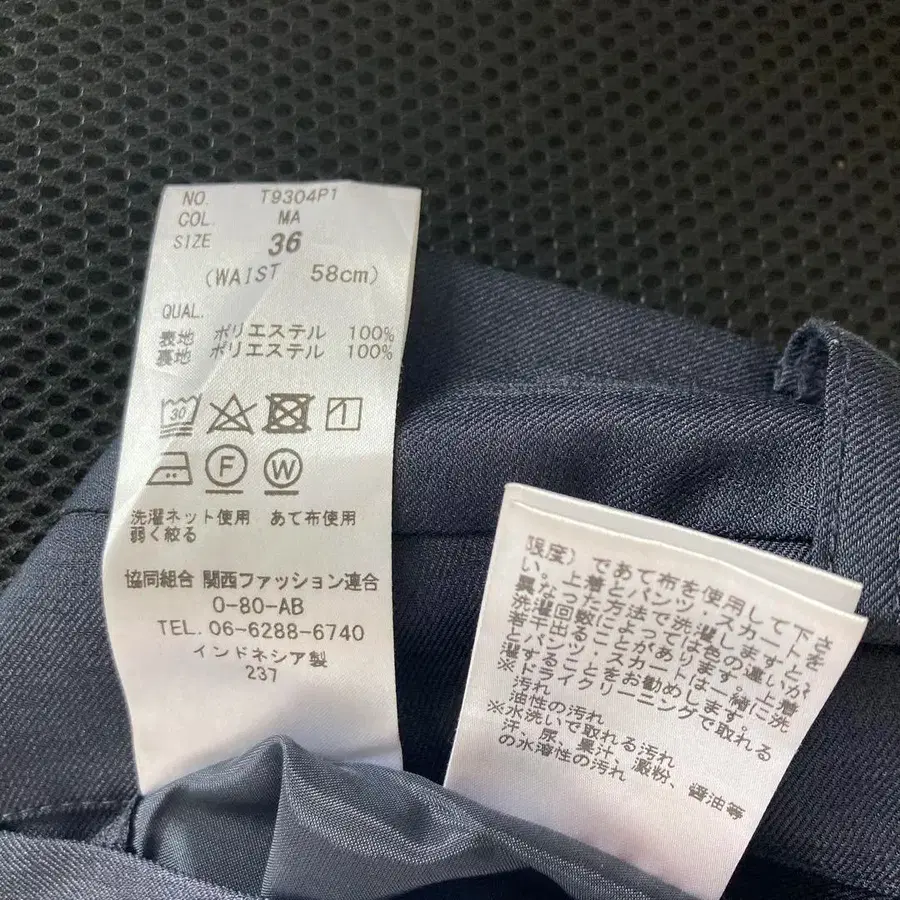 NO. T9304P1
COL. MA
SIZE 36
(WAIST 58cm)
QUAL.
表地 ポリエステル 100%
裏地 ポリエステル 100%
30
1
F W
洗濯ネット使用 あて布使用
弱く絞る
協同組合 関西ファッション連合
O-80-AB
TEL. 06-6288-6740
インドネシア製
237
限度）であて布を使用して下さ
い。上着とパンツ・スカートを
異なった方法で洗濯しますと、
洗濯回数によっては色の違いが
出ることがあります。上着
とパンツ・スカートは一緒に洗
濯することをお勧めします。
※ドライクリーニングで取れる
汚れ
油性の汚れ
※水洗いで取れる汚れ
汗、尿、果汁、澱粉、醤油等
の水溶性の汚れ